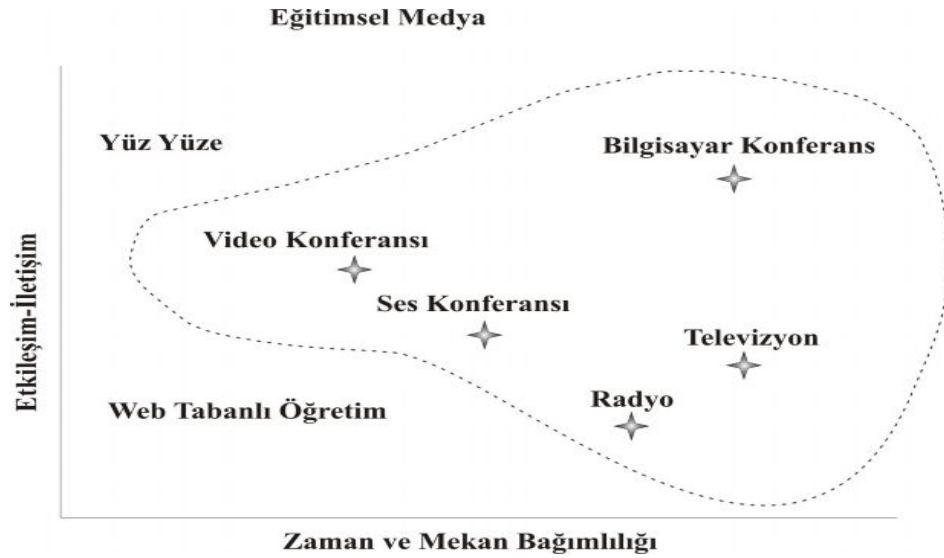 Eğitimsel Medya
Yüz Yüze
Bilgisayar Konferans
Video Konferansı
Ses Konferansı
Televizyon
Radyo
Web Tabanlı Öğretim
Etkileşim-İletişim
Zaman ve Mekan Bağımlılığı